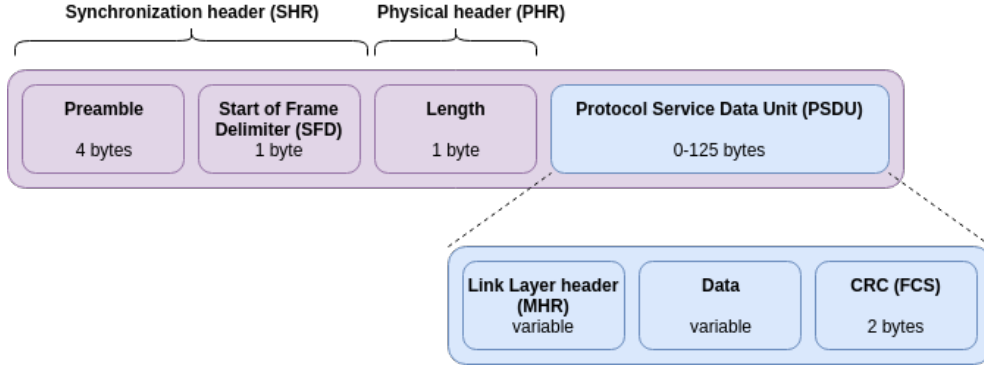 Synchronization header (SHR)
Physical header (PHR)
Preamble
4 bytes
Start of Frame
Delimiter (SFD)
1 byte
Length
1 byte
Protocol Service Data Unit (PSDU)
0-125 bytes
Link Layer header
(MHR)
variable
Data
variable
CRC (FCS)
2 bytes